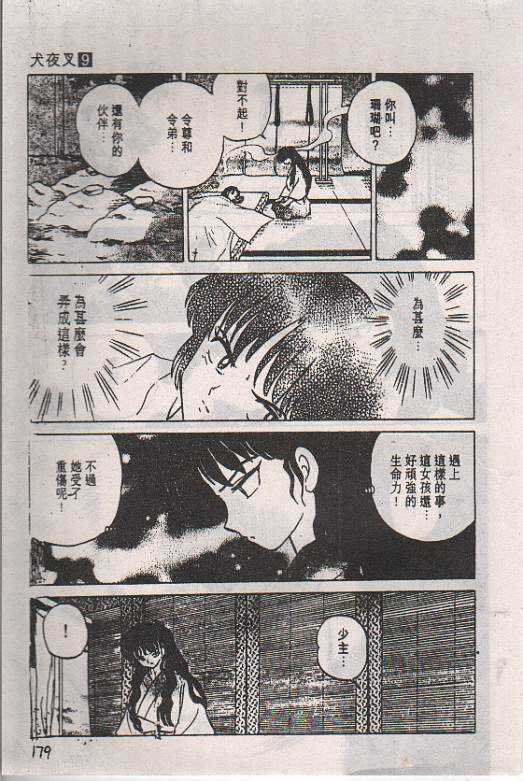 犬夜叉9
你叫…
珊瑚吧？
對不起！
令尊和
令弟…
還有你的
伙伴…
為甚麼…
為甚麼會
弄成這樣？
遇上
這樣的事，
這女孩還…
好頑強的
生命力！
不過
她受了
重傷呢！
少主…
！
179